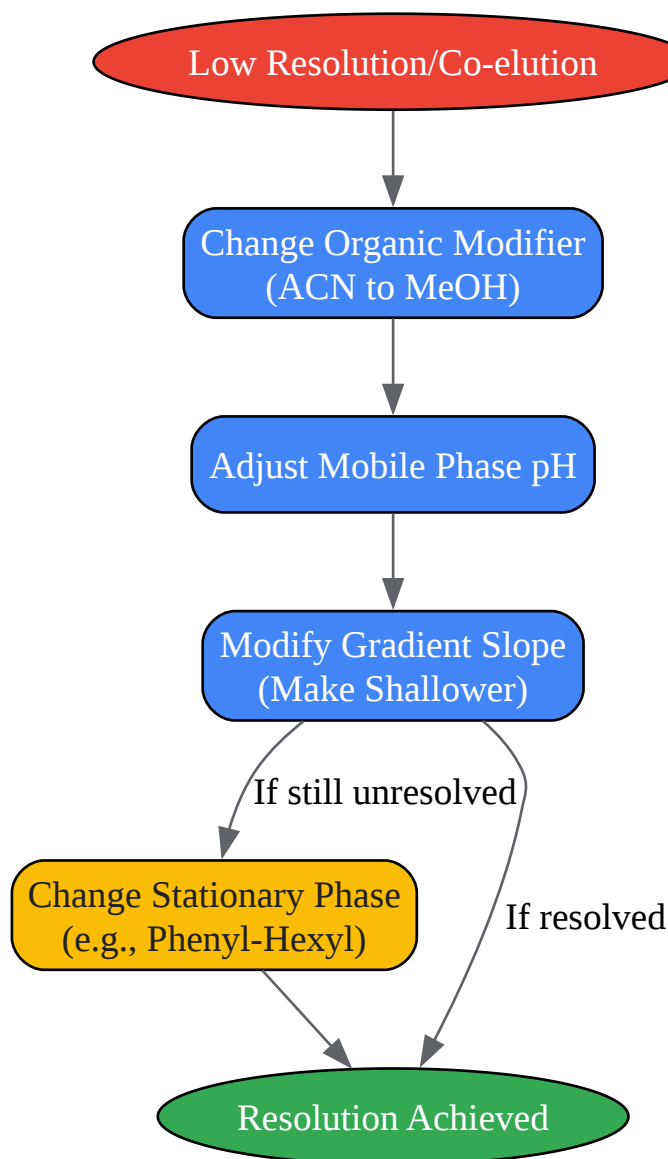 Low Resolution/Co-elution
Change Organic Modifier
(ACN to MeOH)
Adjust Mobile Phase pH
Modify Gradient Slope
(Make Shallower)
If still unresolved
Change Stationary Phase
(e.g., Phenyl-Hexyl)
If resolved
Resolution Achieved